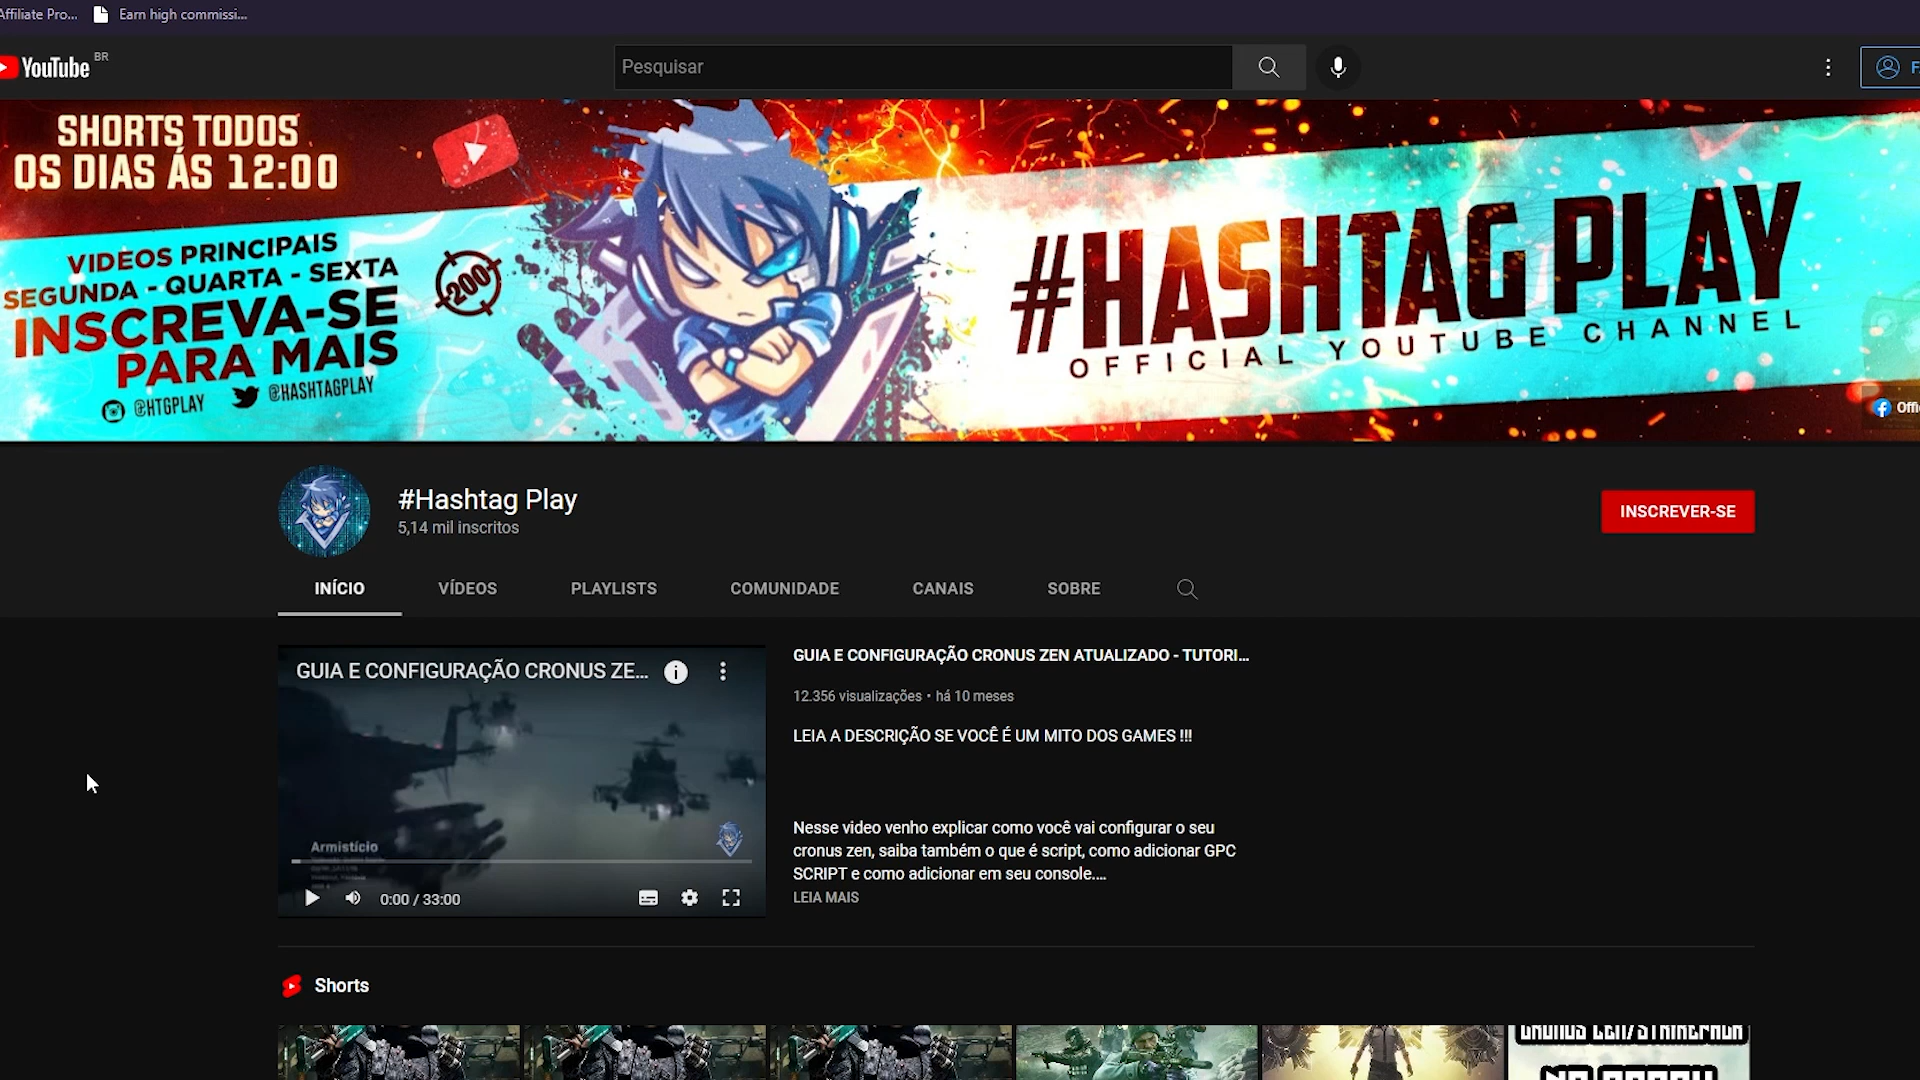 Affiliate Pro...
Earn high commissi...
YouTube BR
Pesquisar
SHORTS TODOS
OS DIAS ÁS 12:00
VIDEOS PRINCIPAIS
SEGUNDA - QUARTA - SEXTA
INSCREVA-SE
PARA MAIS
@HTGPLAY
@HASHTAGPLAY
200
#HASHTAG PLAY
OFFICIAL YOUTUBE CHANNEL
#Hashtag Play
5,14 mil inscritos
INSCREVER-SE
INÍCIO
VÍDEOS
PLAYLISTS
COMUNIDADE
CANAIS
SOBRE
GUIA E CONFIGURAÇÃO CRONUS ZE...
Armistício
0:00 / 33:00
GUIA E CONFIGURAÇÃO CRONUS ZEN ATUALIZADO - TUTORI...
12.356 visualizações • há 10 meses
LEIA A DESCRIÇÃO SE VOCÊ É UM MITO DOS GAMES !!!
Nesse video venho explicar como você vai configurar o seu
cronus zen, saiba também o que é script, como adicionar GPC
SCRIPT e como adicionar em seu console....
LEIA MAIS
Shorts
CRONUS ZEN/STRIKEPACK